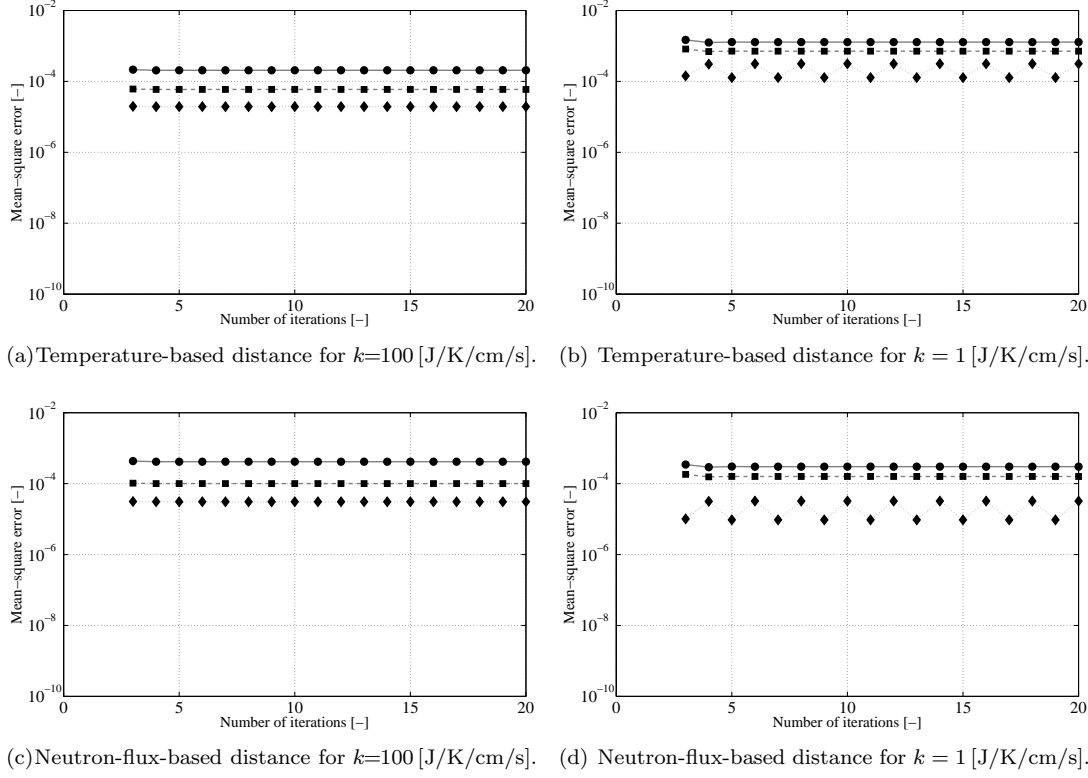 10−2
10−4
10−6
10−8
10−10
Mean−square error [−]
0 5 10 15 20
Number of iterations [−]
(a)Temperature-based distance for k=100 [J/K/cm/s].
10−2
10−4
10−6
10−8
10−10
Mean−square error [−]
0 5 10 15 20
Number of iterations [−]
(b) Temperature-based distance for k = 1 [J/K/cm/s].
10−2
10−4
10−6
10−8
10−10
Mean−square error [−]
0 5 10 15 20
Number of iterations [−]
(c)Neutron-flux-based distance for k=100 [J/K/cm/s].
10−2
10−4
10−6
10−8
10−10
Mean−square error [−]
0 5 10 15 20
Number of iterations [−]
(d) Neutron-flux-based distance for k = 1 [J/K/cm/s].